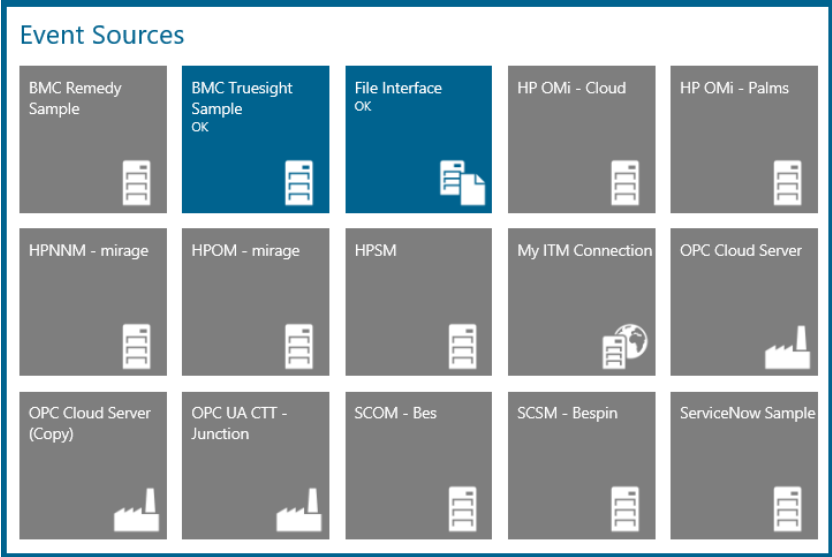 Event Sources
BMC Remedy
Sample
BMC Truesight
Sample
OK
File Interface
OK
HP OMi - Cloud
HP OMi - Palms
HPNNM - mirage
HPOM - mirage
HPSM
My ITM Connection
OPC Cloud Server
OPC Cloud Server
(Copy)
OPC UA CTT -
Junction
SCOM - Bes
SCSM - Bespin
ServiceNow Sample